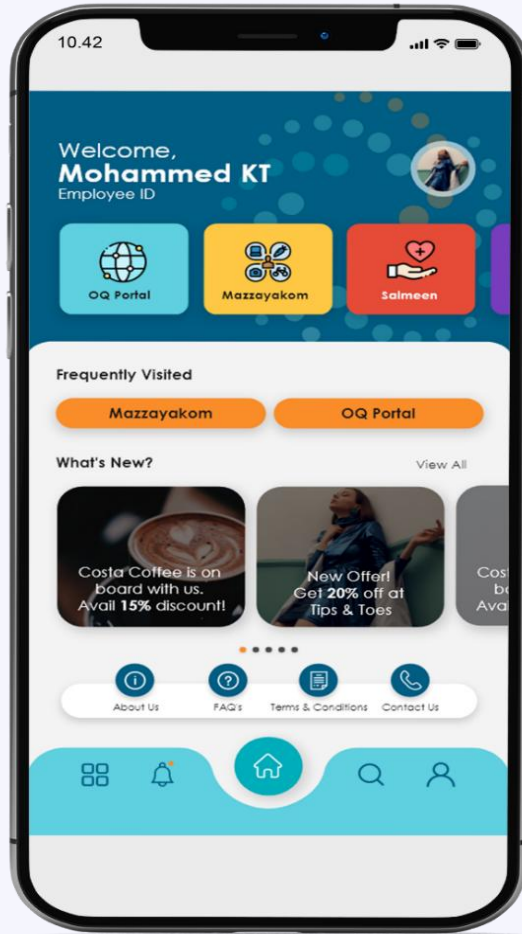 10.42
Welcome,
Mohammed KT
Employee ID
OQ Portal
Mazzayakom
Salmeen
Frequently Visited
Mazzayakom
OQ Portal
What's New?
View All
Costa Coffee is on
board with us.
Avail 15% discount!
New Offer!
Get 20% off at
Tips & Toes
Cos
Ava
About Us
FAQ's
Terms & Conditions
Contact Us